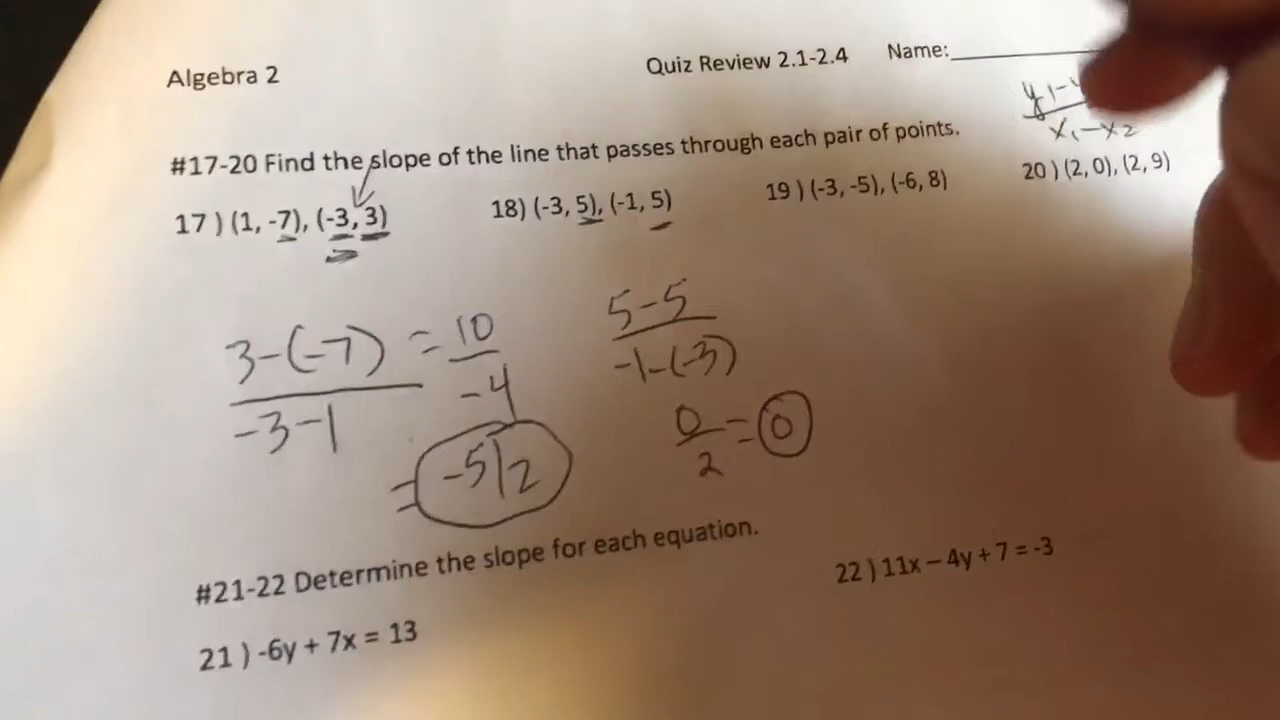 Algebra 2 Quiz Review 2.1-2.4 Name:
y1-
x1-x2
#17-20 Find the slope of the line that passes through each pair of points.
17 ) (1, -7), (-3, 3) 18) (-3, 5), (-1, 5) 19 ) (-3, -5), (-6, 8) 20 ) (2, 0), (2, 9)
3-(-7) = 10
-3-1 -4
= -5/2
5-5
-1-(-3)
0 = 0
2
#21-22 Determine the slope for each equation.
21 ) -6y + 7x = 13 22 ) 11x – 4y + 7 = -3